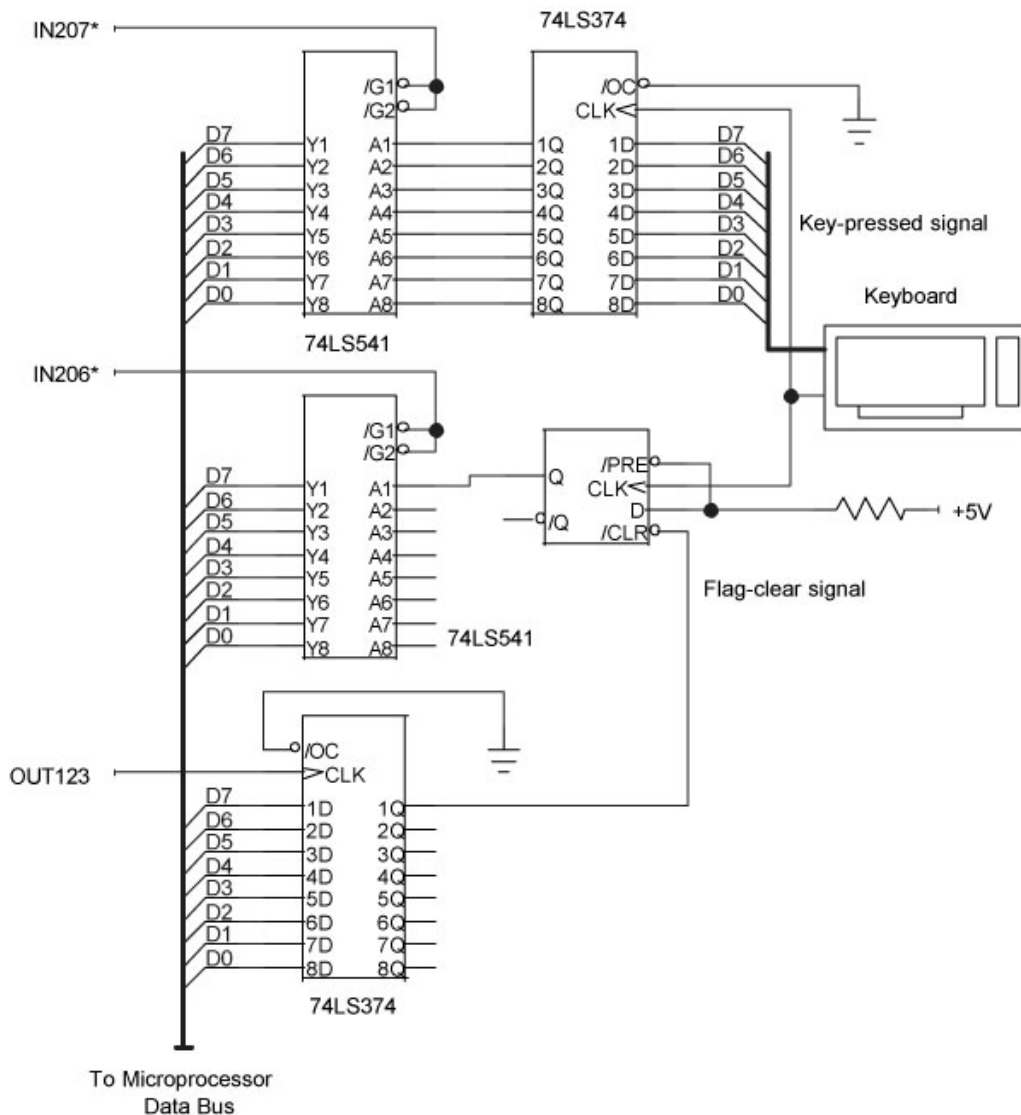 74LS374
IN207*
/G1
/G2
/OC
CLK
D7 Y1 A1 1Q 1D D7
D6 Y2 A2 2Q 2D D6
D5 Y3 A3 3Q 3D D5
D4 Y4 A4 4Q 4D D4
D3 Y5 A5 5Q 5D D3
D2 Y6 A6 6Q 6D D2
D1 Y7 A7 7Q 7D D1
D0 Y8 A8 8Q 8D D0
Key-pressed signal
Keyboard
74LS541
IN206*
/G1
/G2
D7 Y1 A1
D6 Y2 A2
D5 Y3 A3
D4 Y4 A4
D3 Y5 A5
D2 Y6 A6
D1 Y7 A7
D0 Y8 A8
74LS541
/PRE
Q CLK
D
/Q /CLR
+5V
Flag-clear signal
/OC
OUT123 CLK
D7 1D 1Q
D6 2D 2Q
D5 3D 3Q
D4 4D 4Q
D3 5D 5Q
D2 6D 6Q
D1 7D 7Q
D0 8D 8Q
74LS374
To Microprocessor
Data Bus